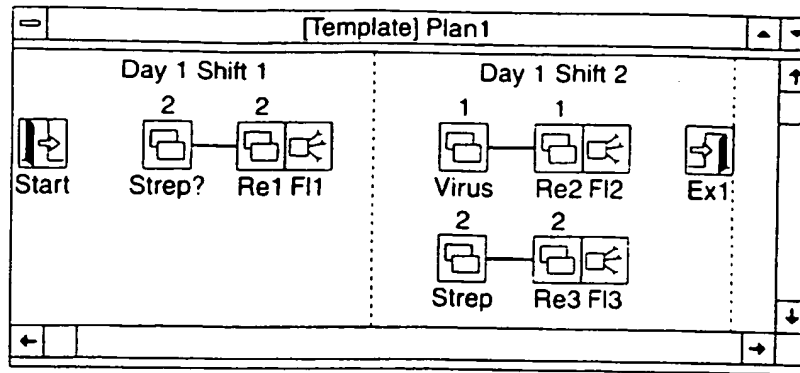 [Template] Plan1
Day 1 Shift 1 Day 1 Shift 2
2 2 1 1
Start Strep? Re1 Fl1 Virus Re2 Fl2 Ex1
2 2
Strep Re3 Fl3